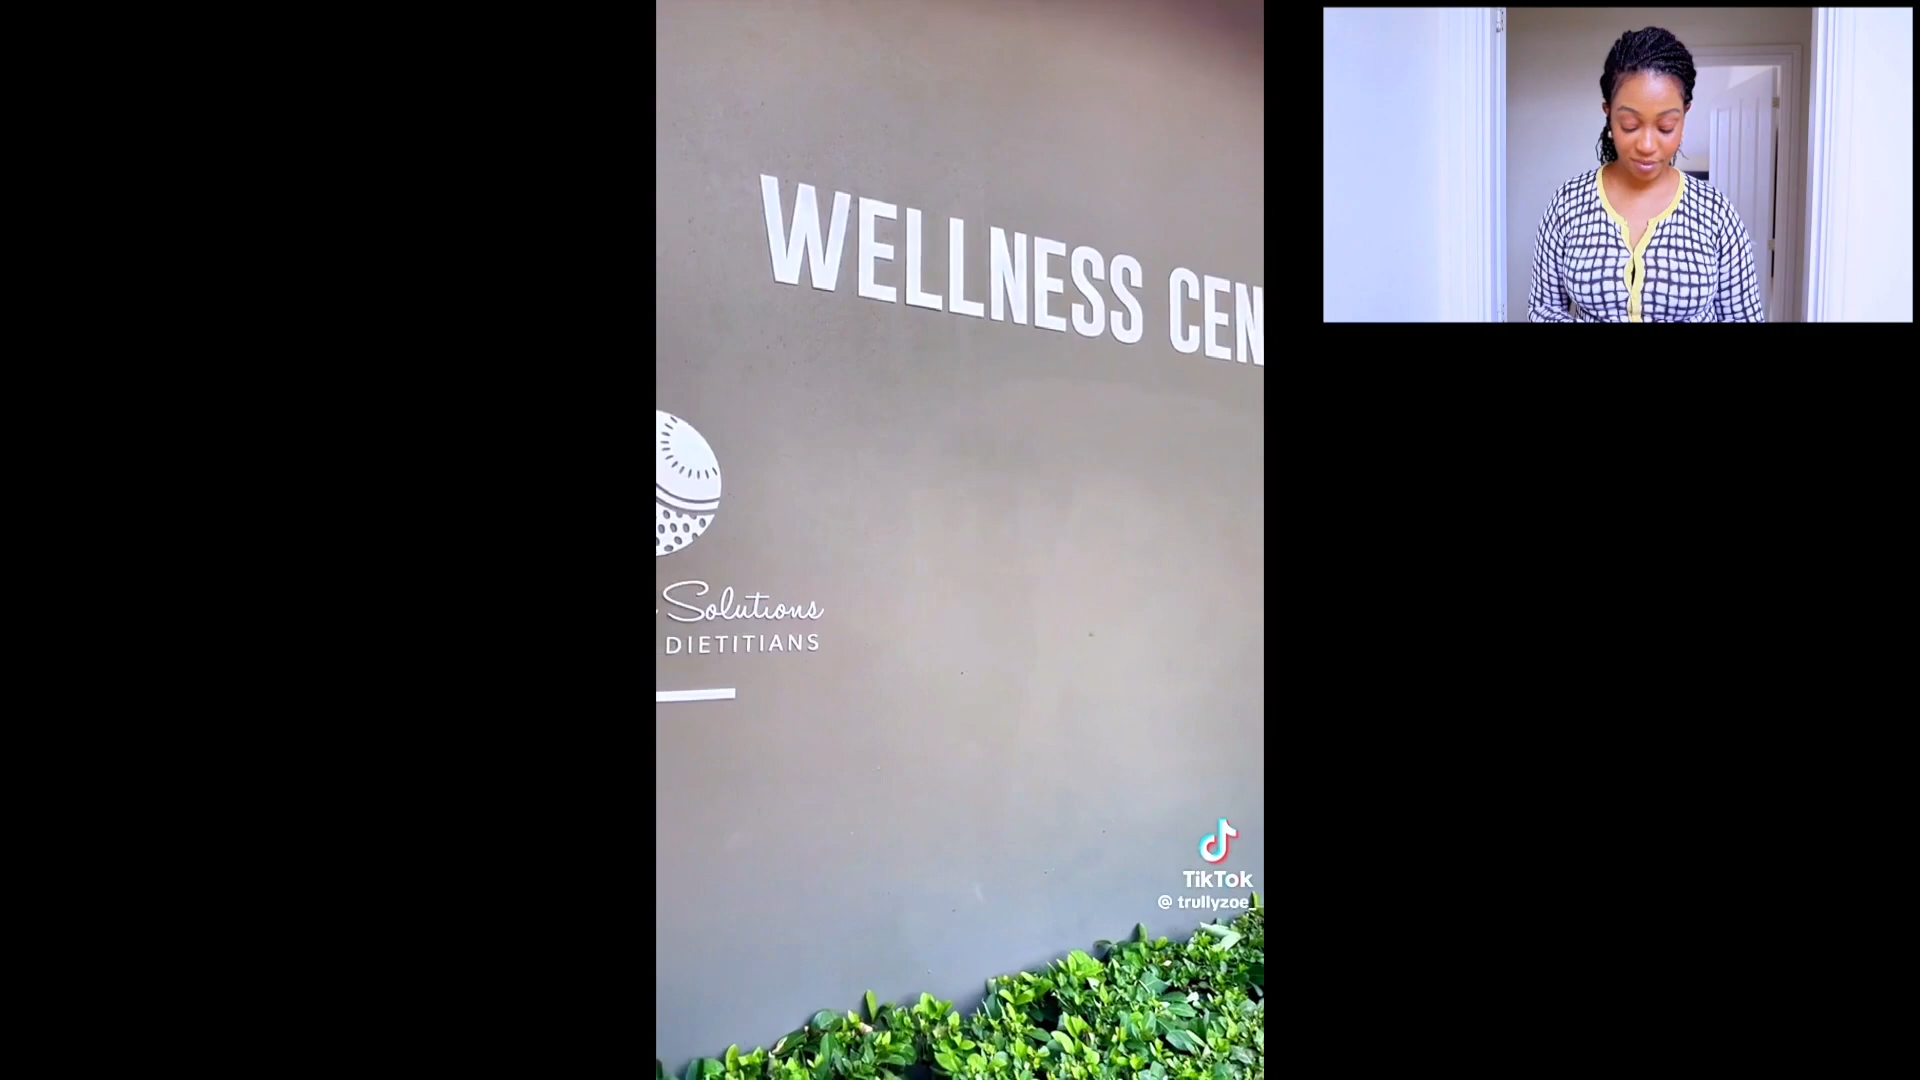 WELLNESS CEN
Solutions
DIETITIANS
TikTok
@ trullyzoe_